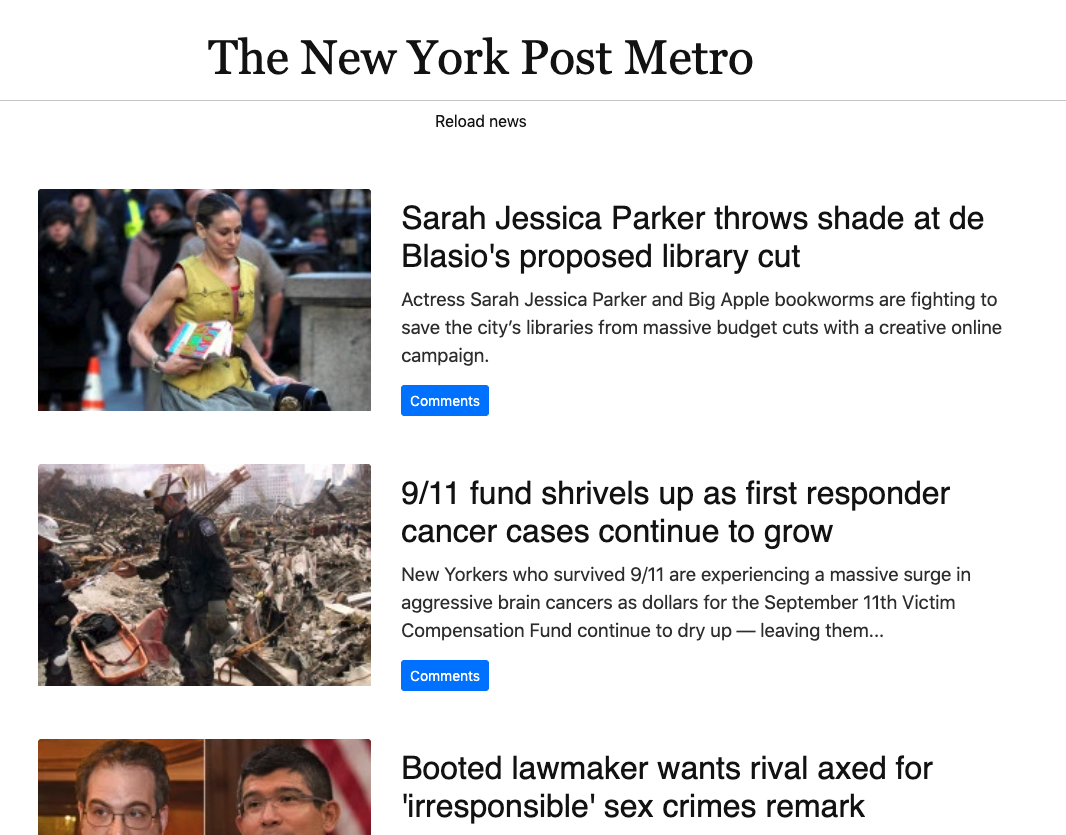 The New York Post Metro
Reload news
Sarah Jessica Parker throws shade at de
Blasio's proposed library cut
Actress Sarah Jessica Parker and Big Apple bookworms are fighting to
save the city’s libraries from massive budget cuts with a creative online
campaign.
Comments
9/11 fund shrivels up as first responder
cancer cases continue to grow
New Yorkers who survived 9/11 are experiencing a massive surge in
aggressive brain cancers as dollars for the September 11th Victim
Compensation Fund continue to dry up — leaving them...
Comments
Booted lawmaker wants rival axed for
'irresponsible' sex crimes remark